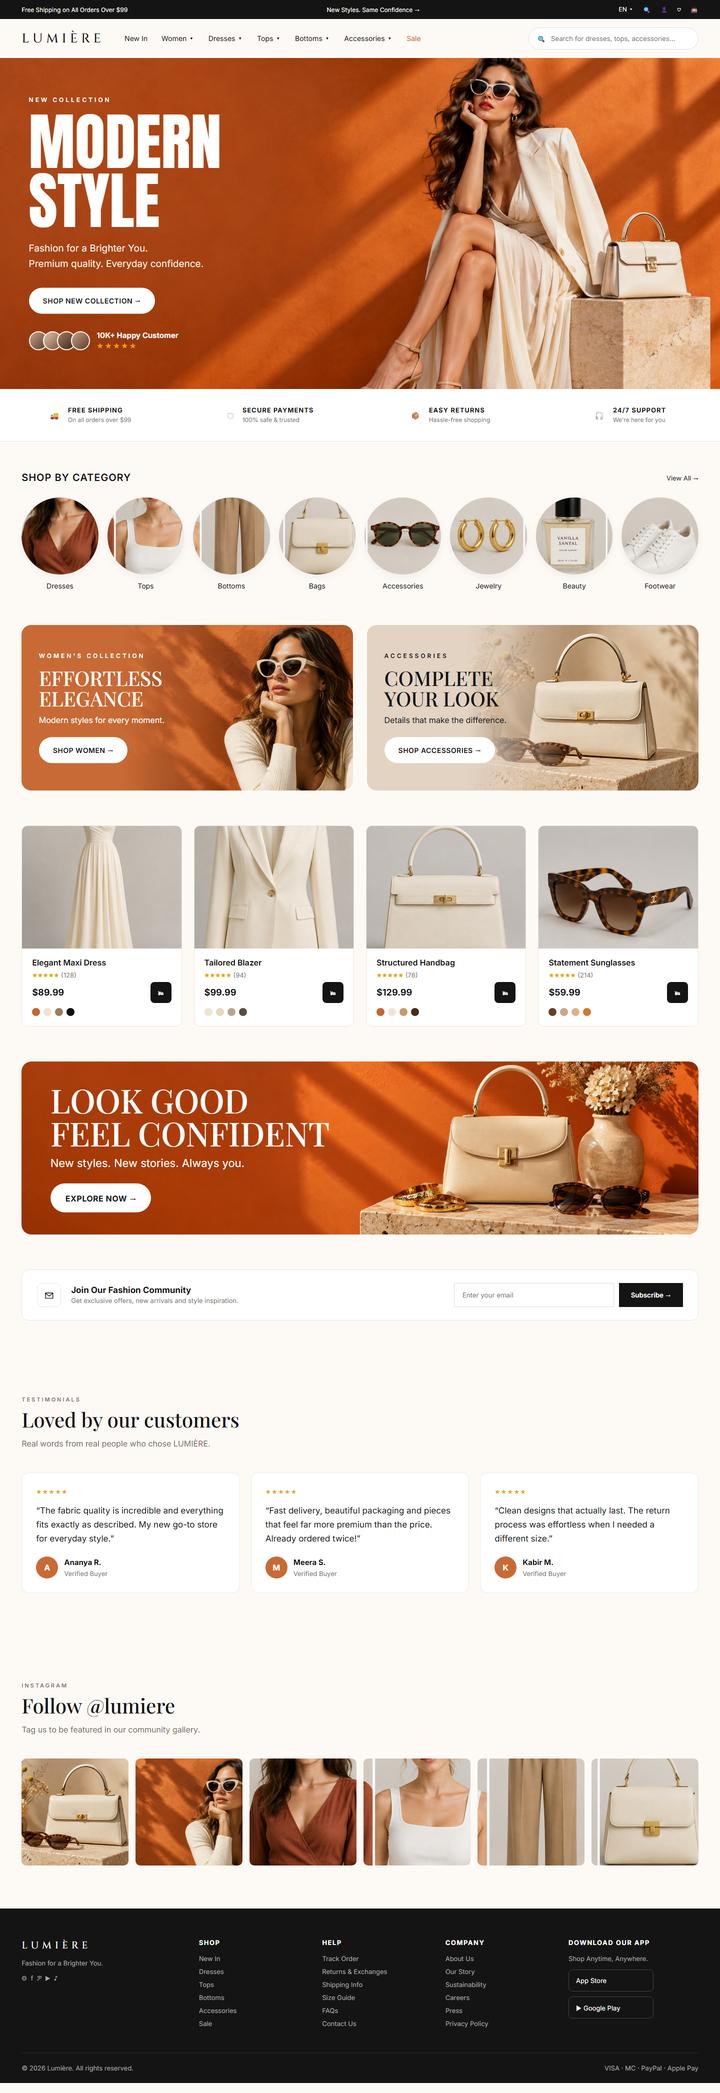 Free Shipping on All Orders Over $99
New Styles. Same Confidence →
EN
LUMIÈRE
New In
Women
Dresses
Tops
Bottoms
Accessories
Sale
Search for dresses, tops, accessories...
NEW COLLECTION
MODERN
STYLE
Fashion for a Brighter You.
Premium quality. Everyday confidence.
SHOP NEW COLLECTION →
10K+ Happy Customer
★★★★★
FREE SHIPPING
On all orders over $99
SECURE PAYMENTS
100% safe & trusted
EASY RETURNS
Hassle-free shopping
24/7 SUPPORT
We're here for you
SHOP BY CATEGORY
View All →
VANILLA
SANTAL
Dresses
Tops
Bottoms
Bags
Accessories
Jewelry
Beauty
Footwear
WOMEN'S COLLECTION
EFFORTLESS
ELEGANCE
Modern styles for every moment.
SHOP WOMEN →
ACCESSORIES
COMPLETE
YOUR LOOK
Details that make the difference.
SHOP ACCESSORIES →
Elegant Maxi Dress
★★★★★ (128)
$89.99
Tailored Blazer
★★★★★ (94)
$99.99
Structured Handbag
★★★★★ (76)
$129.99
Statement Sunglasses
★★★★★ (214)
$59.99
LOOK GOOD
FEEL CONFIDENT
New styles. New stories. Always you.
EXPLORE NOW →
Join Our Fashion Community
Get exclusive offers, new arrivals and style inspiration.
Enter your email
Subscribe →
TESTIMONIALS
Loved by our customers
Real words from real people who chose LUMIÈRE.
★★★★★
“The fabric quality is incredible and everything
fits exactly as described. My new go-to store
for everyday style.”
A
Ananya R.
Verified Buyer
★★★★★
“Fast delivery, beautiful packaging and pieces
that feel far more premium than the price.
Already ordered twice!”
M
Meera S.
Verified Buyer
★★★★★
“Clean designs that actually last. The return
process was effortless when I needed a
different size.”
K
Kabir M.
Verified Buyer
INSTAGRAM
Follow @lumiere
Tag us to be featured in our community gallery.
LUMIÈRE
Fashion for a Brighter You.
SHOP
New In
Dresses
Tops
Bottoms
Accessories
Sale
HELP
Track Order
Returns & Exchanges
Shipping Info
Size Guide
FAQs
Contact Us
COMPANY
About Us
Our Story
Sustainability
Careers
Press
Privacy Policy
DOWNLOAD OUR APP
Shop Anytime, Anywhere.
App Store
▶ Google Play
© 2026 Lumière. All rights reserved.
VISA · MC · PayPal · Apple Pay